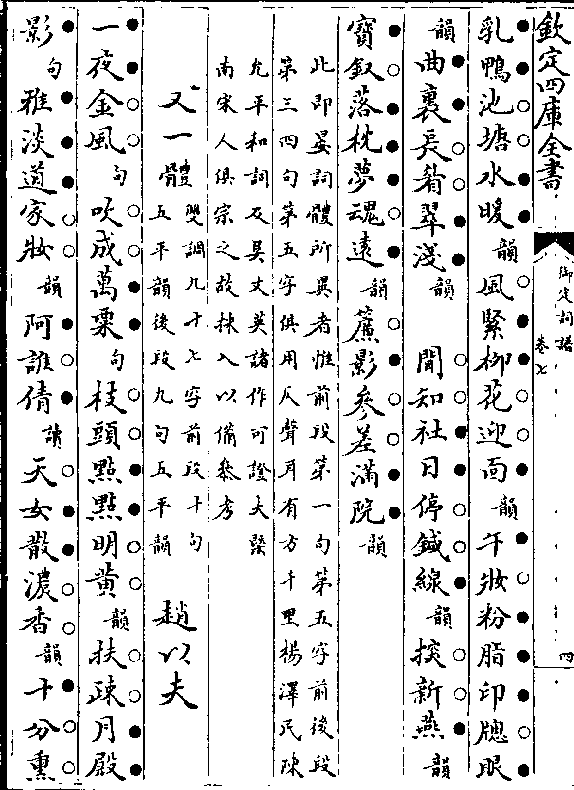 欽定四庫全書
御定詞譜 卷七
四
乳鴨池塘水暖韻風緊柳花迎面韻午妝粉脂印牕眼
韻曲裏長眉翠淺韻 聞知社日停鍼線韻探新燕韻
寶釵落枕夢魂遠韻簾影參差滿院韻
此即晏詞體所異者惟前段第一句第五字前後段
第三四句第五字俱用仄聲耳有方千里楊澤民陳
允平和詞及吳文英諸作可證大槩
南宋人俱宗之故採入以備參考
又一體 雙調九十七字前段十句五平韻後段九句五平韻 趙以夫
一夜金風句吹成萬粟句枝頭點點明黄韻扶疎月殿
影句雅淡道家妝韻阿誰倩讀天女散濃香韻十分熏